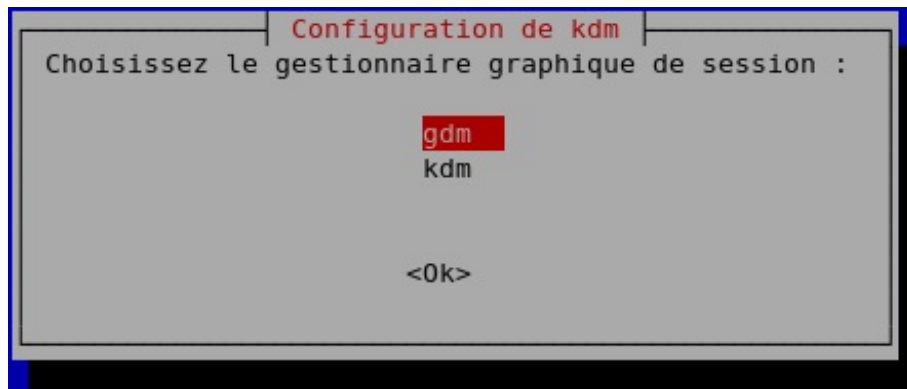 Configuration de kdm
Choisissez le gestionnaire graphique de session :
gdm
kdm
<Ok>